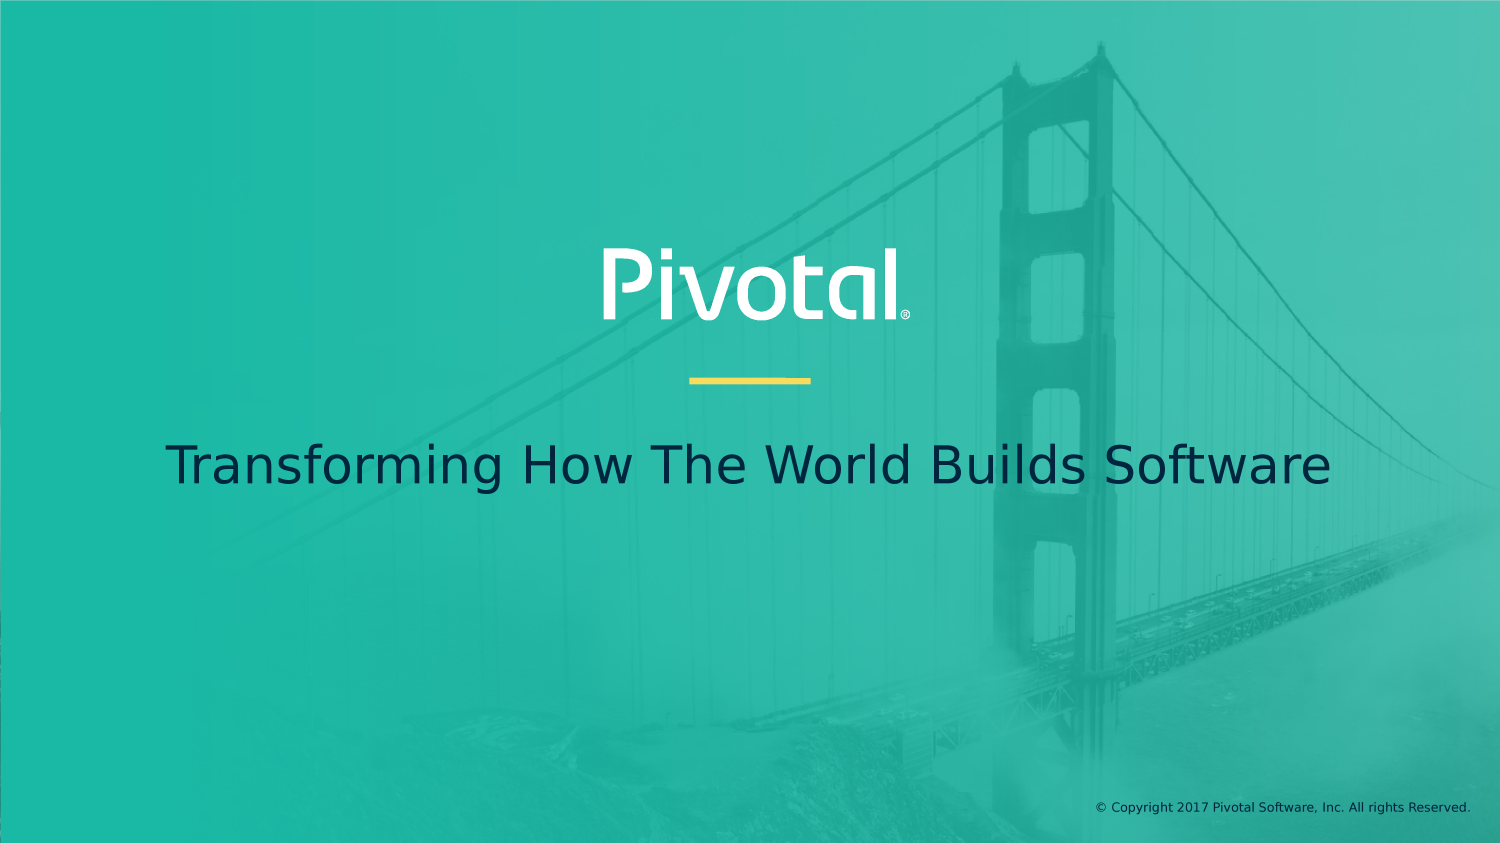 Pivotal®
Transforming How The World Builds Software
© Copyright 2017 Pivotal Software, Inc. All rights Reserved.